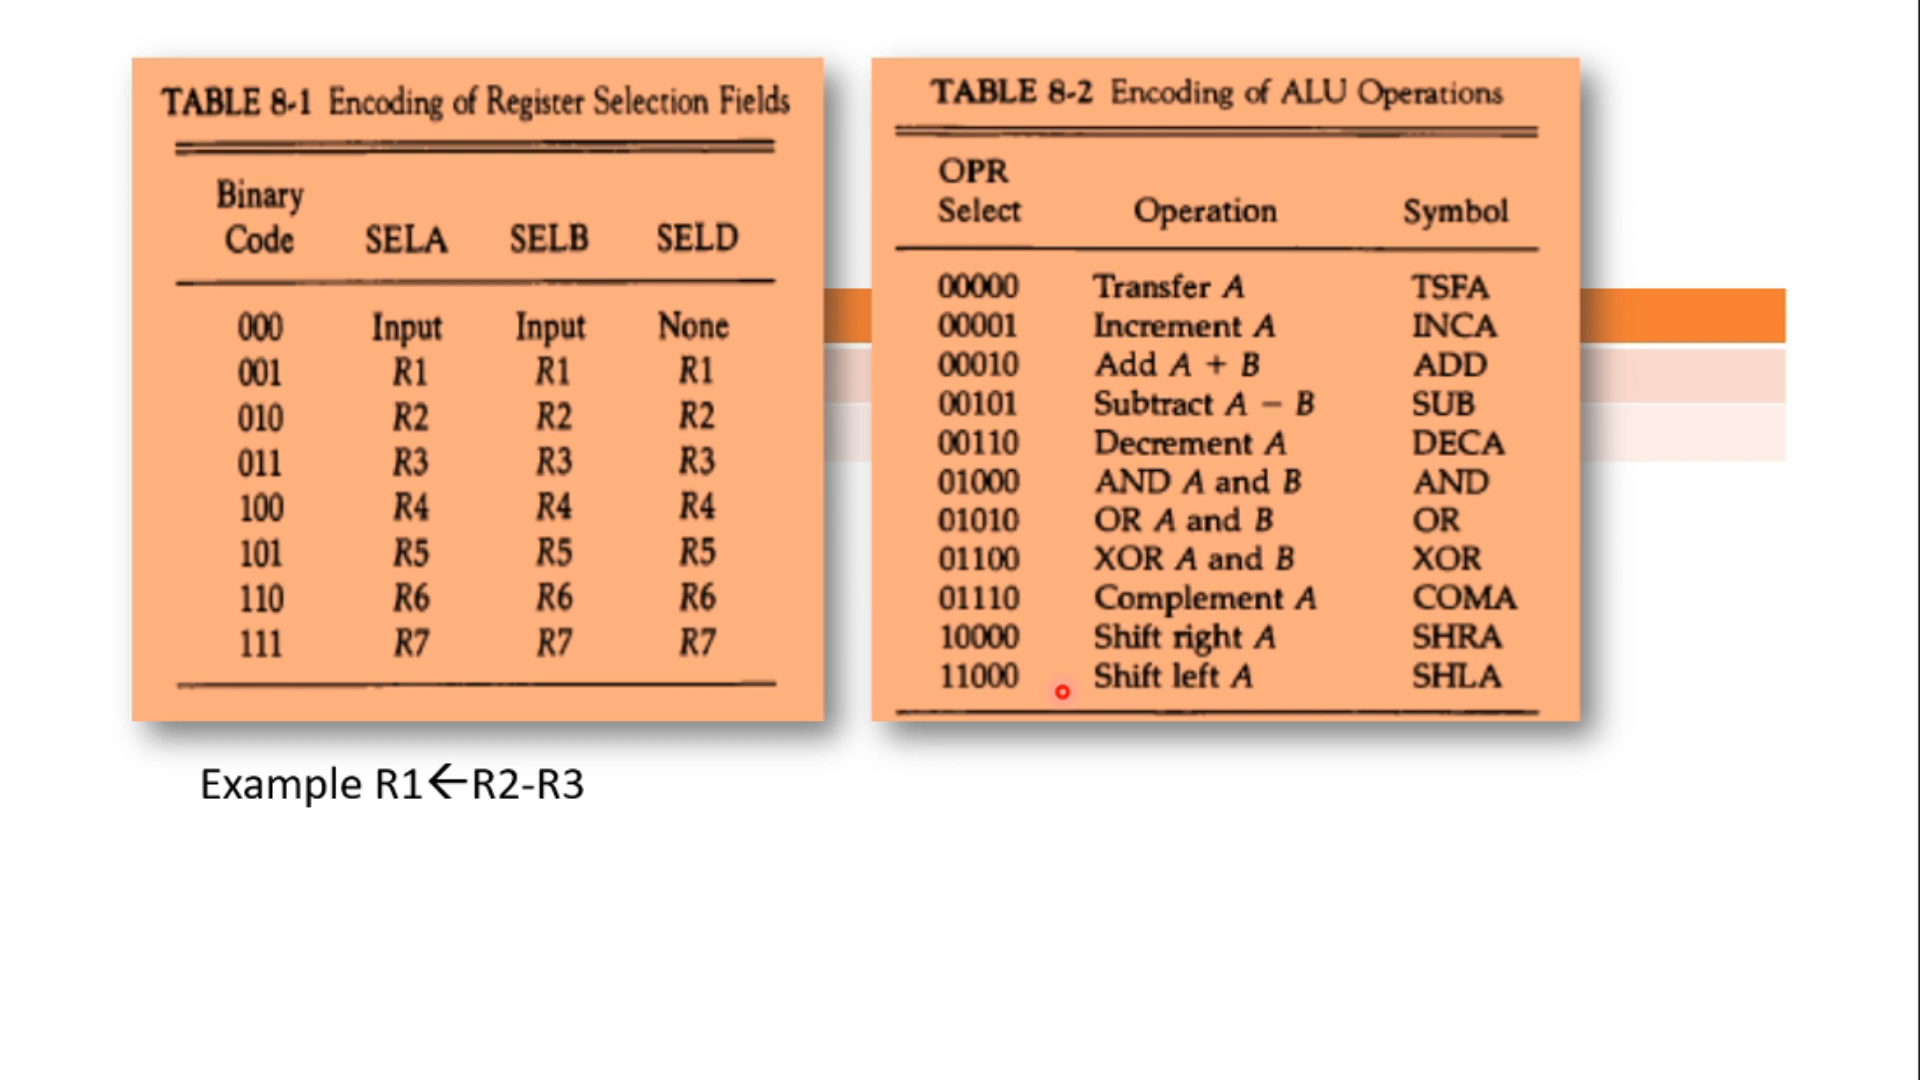 TABLE 8-1 Encoding of Register Selection Fields
Binary
Code SELA SELB SELD
000 Input Input None
001 R1 R1 R1
010 R2 R2 R2
011 R3 R3 R3
100 R4 R4 R4
101 R5 R5 R5
110 R6 R6 R6
111 R7 R7 R7
TABLE 8-2 Encoding of ALU Operations
OPR
Select Operation Symbol
00000 Transfer A TSFA
00001 Increment A INCA
00010 Add A + B ADD
00101 Subtract A − B SUB
00110 Decrement A DECA
01000 AND A and B AND
01010 OR A and B OR
01100 XOR A and B XOR
01110 Complement A COMA
10000 Shift right A SHRA
11000 Shift left A SHLA
Example R1←R2-R3